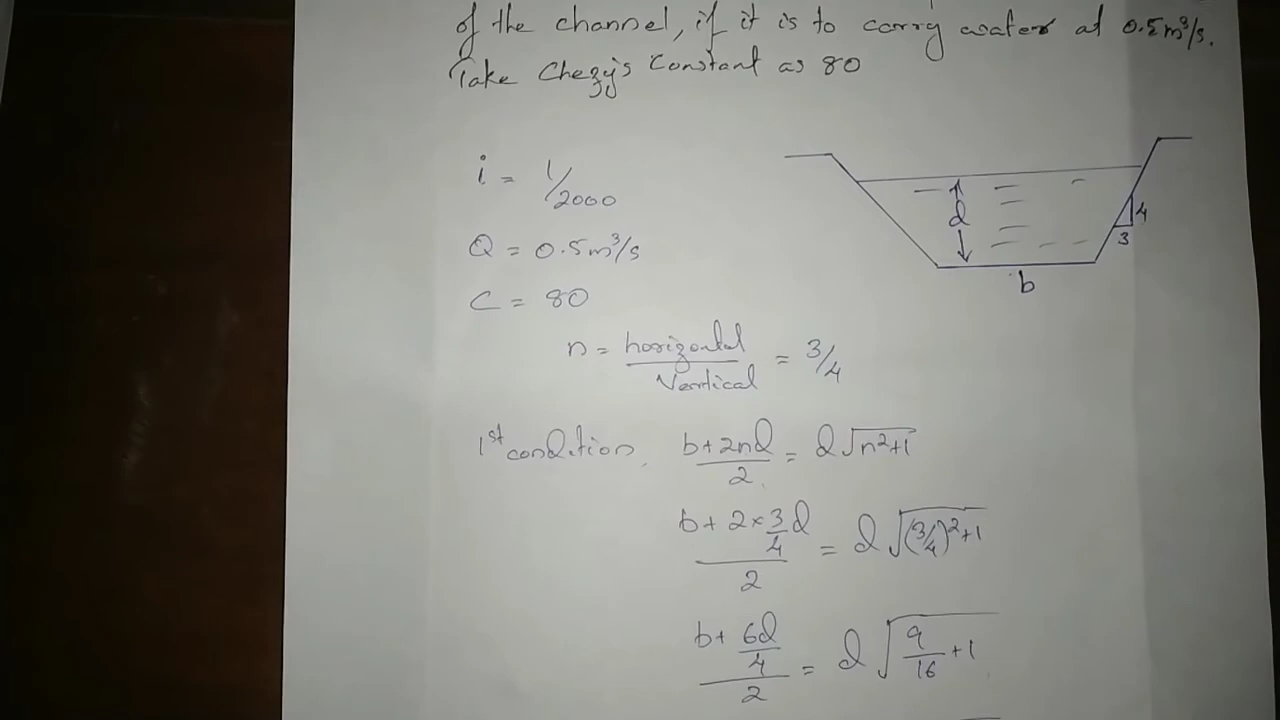 of the channel, if it is to carry water at 0.5m³/s.
Take Chezy's Constant as 80
i = 1/2000
Q = 0.5m³/s
C = 80
d
4
3
b
n = horizontal/Vertical = 3/4
1st condition, (b+2nd)/2 = d√(n²+1)
(b+2×3/4 d)/2 = d√((3/4)²+1)
(b+6d/4)/2 = d√(9/16+1)